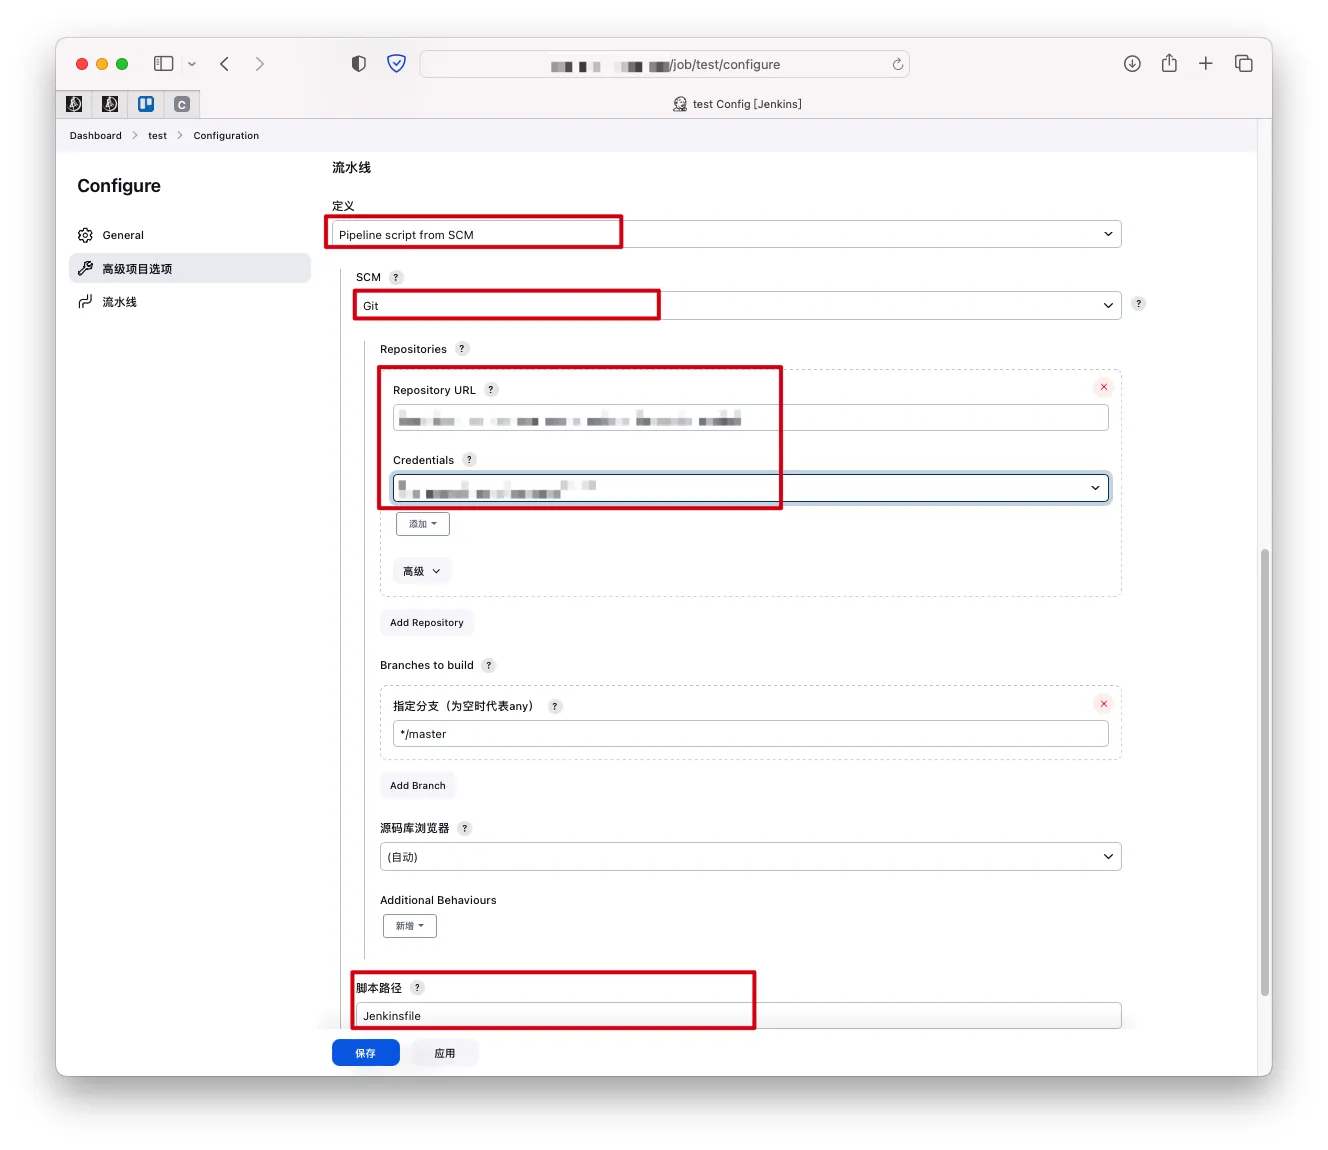 /job/test/configure
C
test Config [Jenkins]
Dashboard > test > Configuration
Configure
General
高级项目选项
流水线
流水线
定义
Pipeline script from SCM
SCM ?
Git
?
Repositories ?
Repository URL ?
Credentials ?
添加
高级
Add Repository
Branches to build ?
指定分支（为空时代表any） ?
*/master
Add Branch
源码库浏览器 ?
(自动)
Additional Behaviours
新增
脚本路径 ?
Jenkinsfile
保存
应用